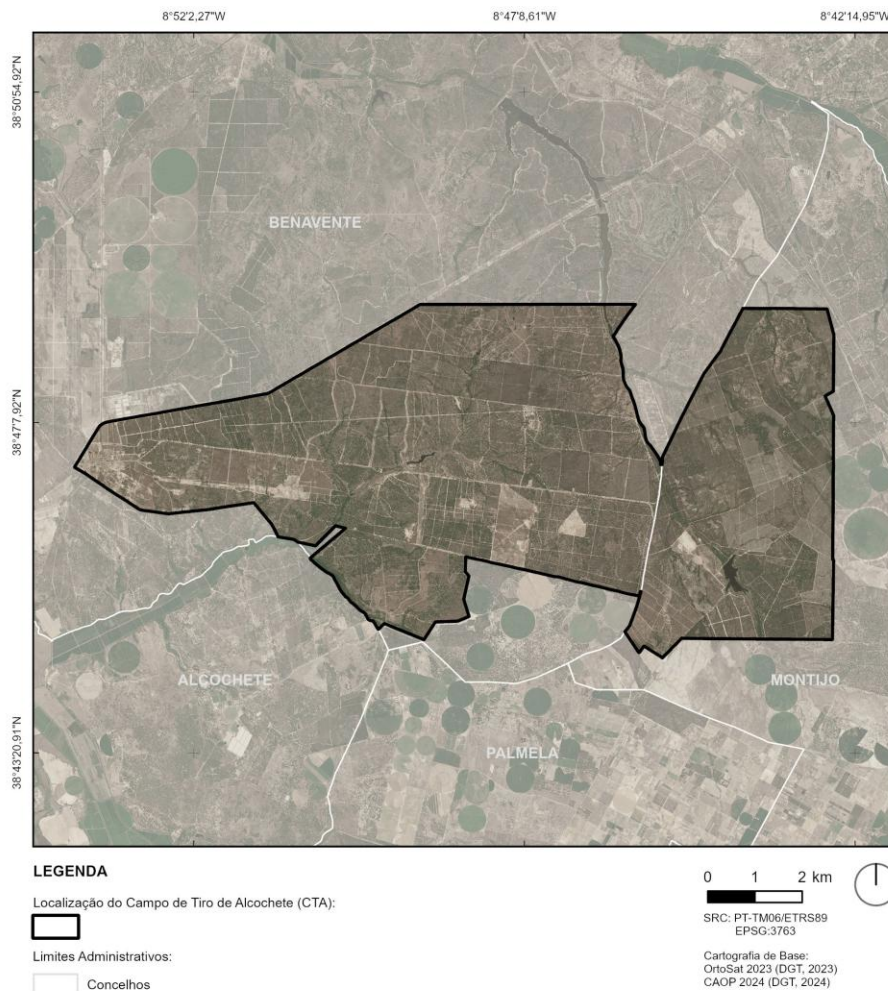 8°52'2,27"W
8°47'8,61"W
8°42'14,95"W
38°50'54,92"N
BENAVENTE
38°47'7,92"N
ALCOCHETE
MONTIJO
38°43'20,91"N
PALMELA
LEGENDA
Localização do Campo de Tiro de Alcochete (CTA):
Limites Administrativos:
Concelhos
0 1 2 km
SRC: PT-TM06/ETRS89
EPSG:3763
Cartografia de Base:
OrtoSat 2023 (DGT, 2023)
CAOP 2024 (DGT, 2024)